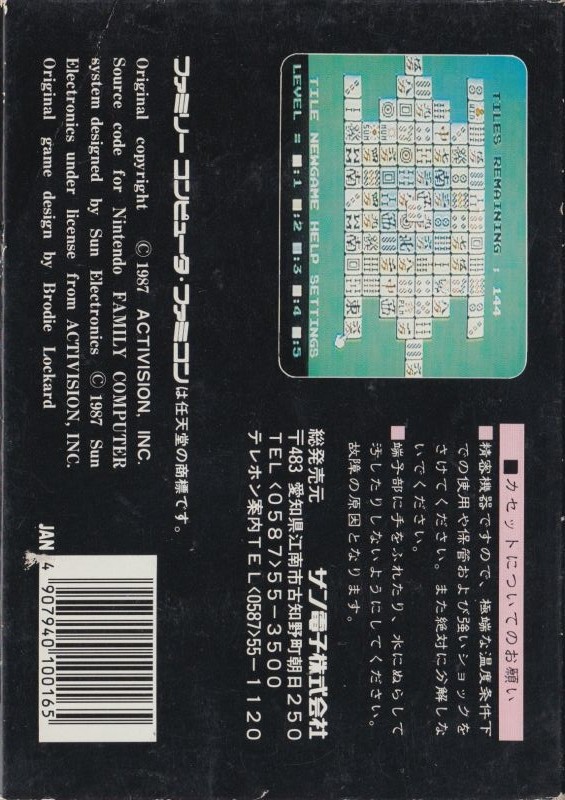 TILES REMAINING : 144
TILE NEWGAME HELP SETTINGS
LEVEL = ■:1 ■:2 ■:3 ■:4 ■:5
■カセットについてのお願い
■精密機器ですので、極端な温度条件下
での使用や保管および強いショックを
さけてください。また絶対に分解しな
いでください。
■端子部に手をふれたり、水にぬらして
汚したりしないようにしてください。
故障の原因となります。
総発売元 サン電子株式会社
〒483 愛知県江南市古知野町朝日250
TEL〈0587〉55-3500
テレホン案内TEL〈0587〉55-1120
ファミリーコンピュータ・ファミコンは任天堂の商標です。
Original copyright ©1987 ACTIVISION, INC.
Source code for Nintendo FAMILY COMPUTER
system designed by Sun Electronics ©1987 Sun
Electronics under license from ACTIVISION, INC.
Original game design by Brodie Lockard
JAN 4 907940 100165